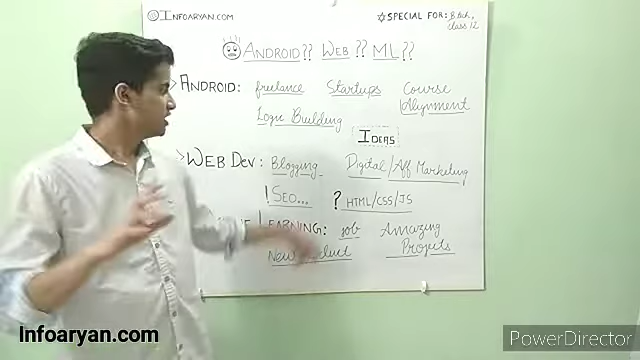 Infoaryan.com
SPECIAL FOR: B.tech,
Class 12
ANDROID?? WEB?? ML??
ANDROID: freelance Startups Course
Alignment
Logic Building
IDEAS
WEB DEV: Blogging Digital/Aff Marketing
!SEO... ? HTML/CSS/JS
LEARNING: job Amazing
Projects
New Product
Infoaryan.com
PowerDirector